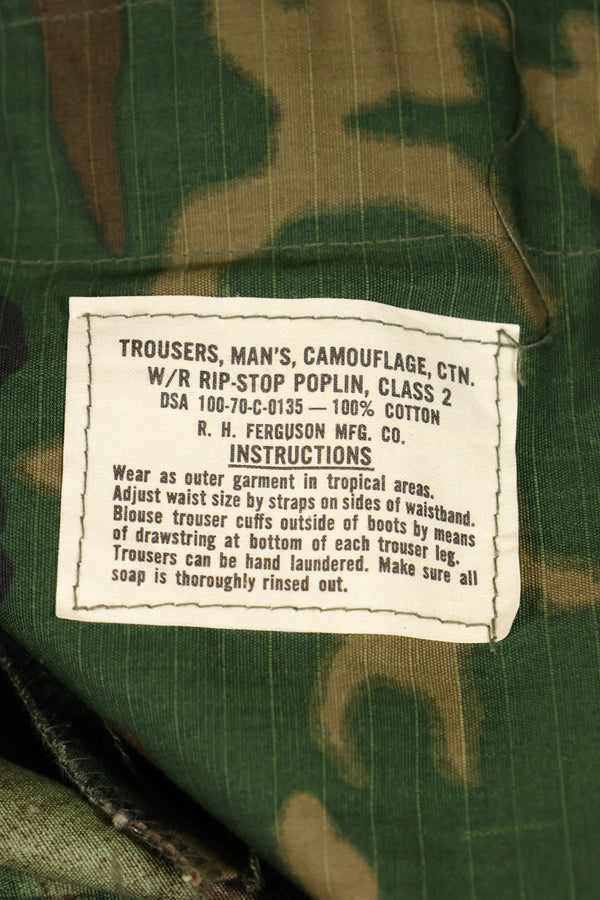 TROUSERS, MAN'S, CAMOUFLAGE, CTN.
W/R RIP-STOP POPLIN, CLASS 2
DSA 100-70-C-0135 — 100% COTTON
R. H. FERGUSON MFG. CO.
INSTRUCTIONS
Wear as outer garment in tropical areas.
Adjust waist size by straps on sides of waistband.
Blouse trouser cuffs outside of boots by means
of drawstring at bottom of each trouser leg.
Trousers can be hand laundered. Make sure all
soap is thoroughly rinsed out.